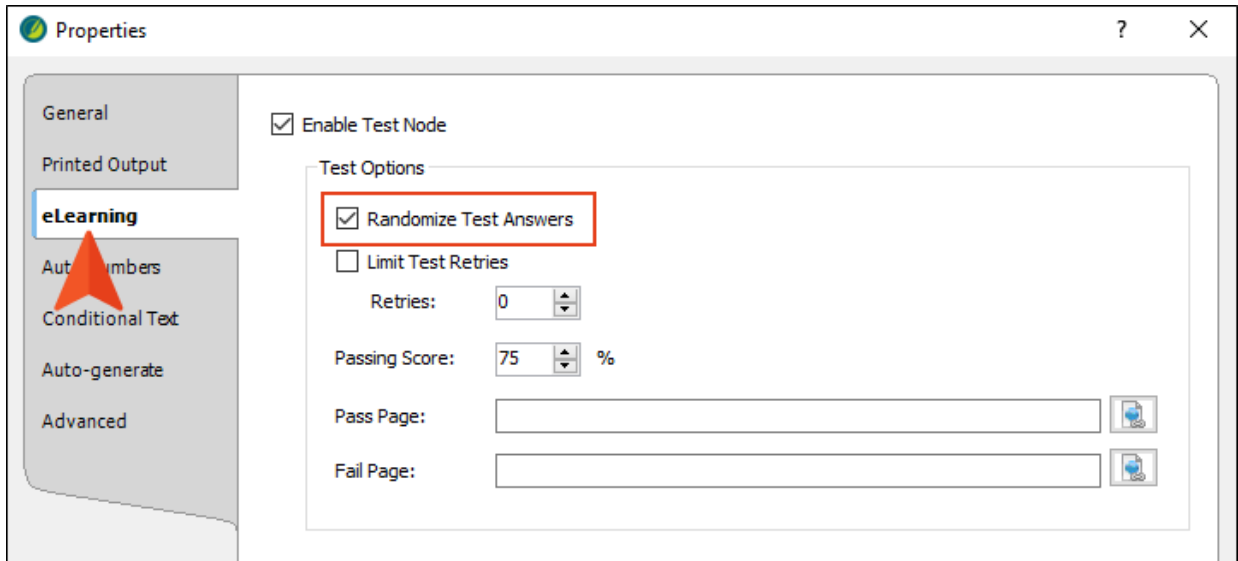 Properties
?
General
Enable Test Node
Printed Output
Test Options
eLearning
Randomize Test Answers
Limit Test Retries
Conditional Text
Retries: 0
Auto-generate
Passing Score: 75 %
Advanced
Pass Page:
Fail Page: